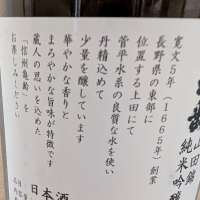 山田錦
純米吟醸
寛文5年(1665年)創業
長野県の東部に
位置する上田にて
菅平水系の良質な水を使い
丹精込めて
少量を醸しています
華やかな香りと
まろやかな旨味が特徴です
蔵人の思いを込めた
「信州亀齢」を
お楽しみください
日本酒